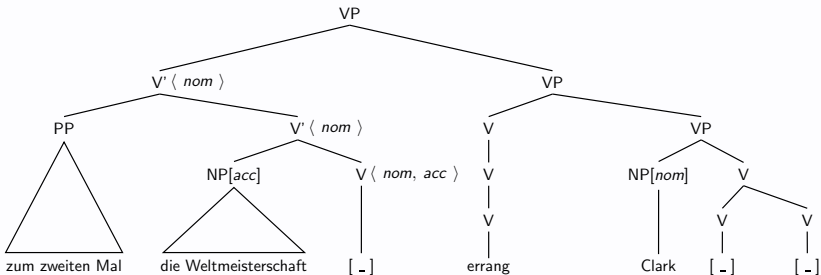 VP
V' ⟨ nom ⟩ VP
PP V' ⟨ nom ⟩ V VP
NP[acc] V ⟨ nom, acc ⟩ V NP[nom] V
V V V
zum zweiten Mal die Weltmeisterschaft [ _ ] errang Clark [ _ ] [ _ ]